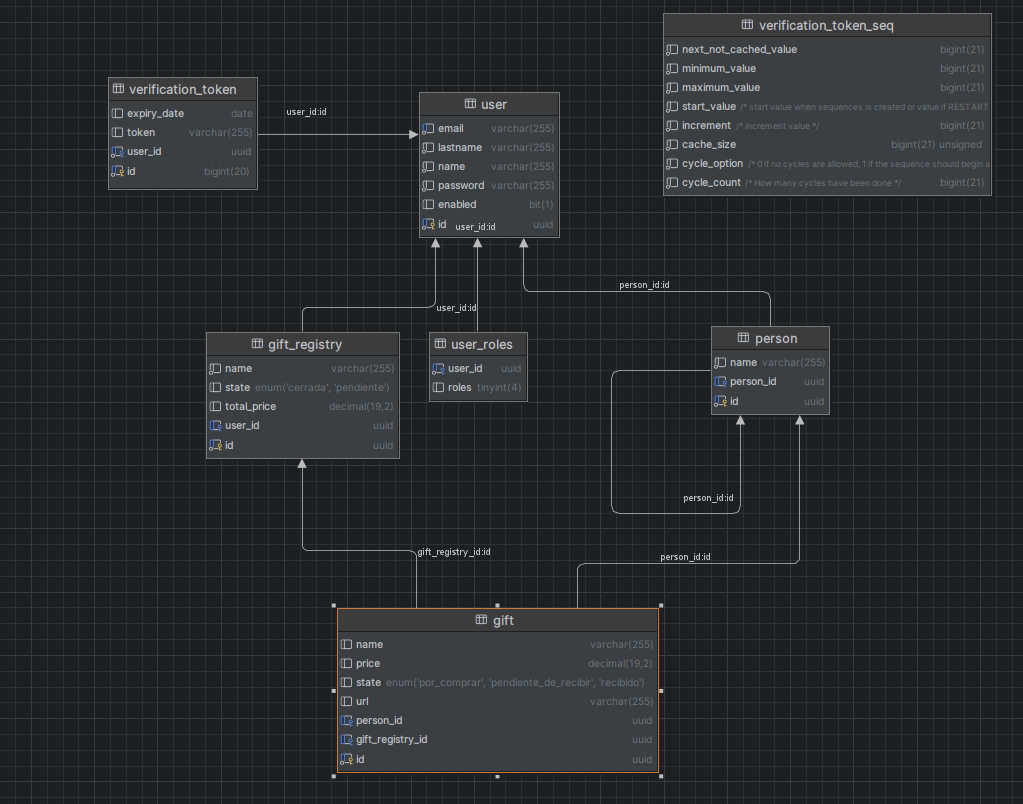 verification_token_seq
next_not_cached_value bigint(21)
minimum_value bigint(21)
maximum_value bigint(21)
start_value /* start value when sequences is created or value if RESTART
increment /* increment value */ bigint(21)
cache_size bigint(21) unsigned
cycle_option /* 0 if no cycles are allowed, 1 if the sequence should begin a
cycle_count /* How many cycles have been done */ bigint(21)
verification_token
expiry_date date
token varchar(255)
user_id uuid
id bigint(20)
user_id:id
user
email varchar(255)
lastname varchar(255)
name varchar(255)
password varchar(255)
enabled bit(1)
id uuid
user_id:id
person_id:id
user_id:id
gift_registry
name varchar(255)
state enum('cerrada', 'pendiente')
total_price decimal(19,2)
user_id uuid
id uuid
user_roles
user_id uuid
roles tinyint(4)
person
name varchar(255)
person_id uuid
id uuid
person_id:id
gift_registry_id:id
person_id:id
gift
name varchar(255)
price decimal(19,2)
state enum('por_comprar', 'pendiente_de_recibir', 'recibido')
url varchar(255)
person_id uuid
gift_registry_id uuid
id uuid